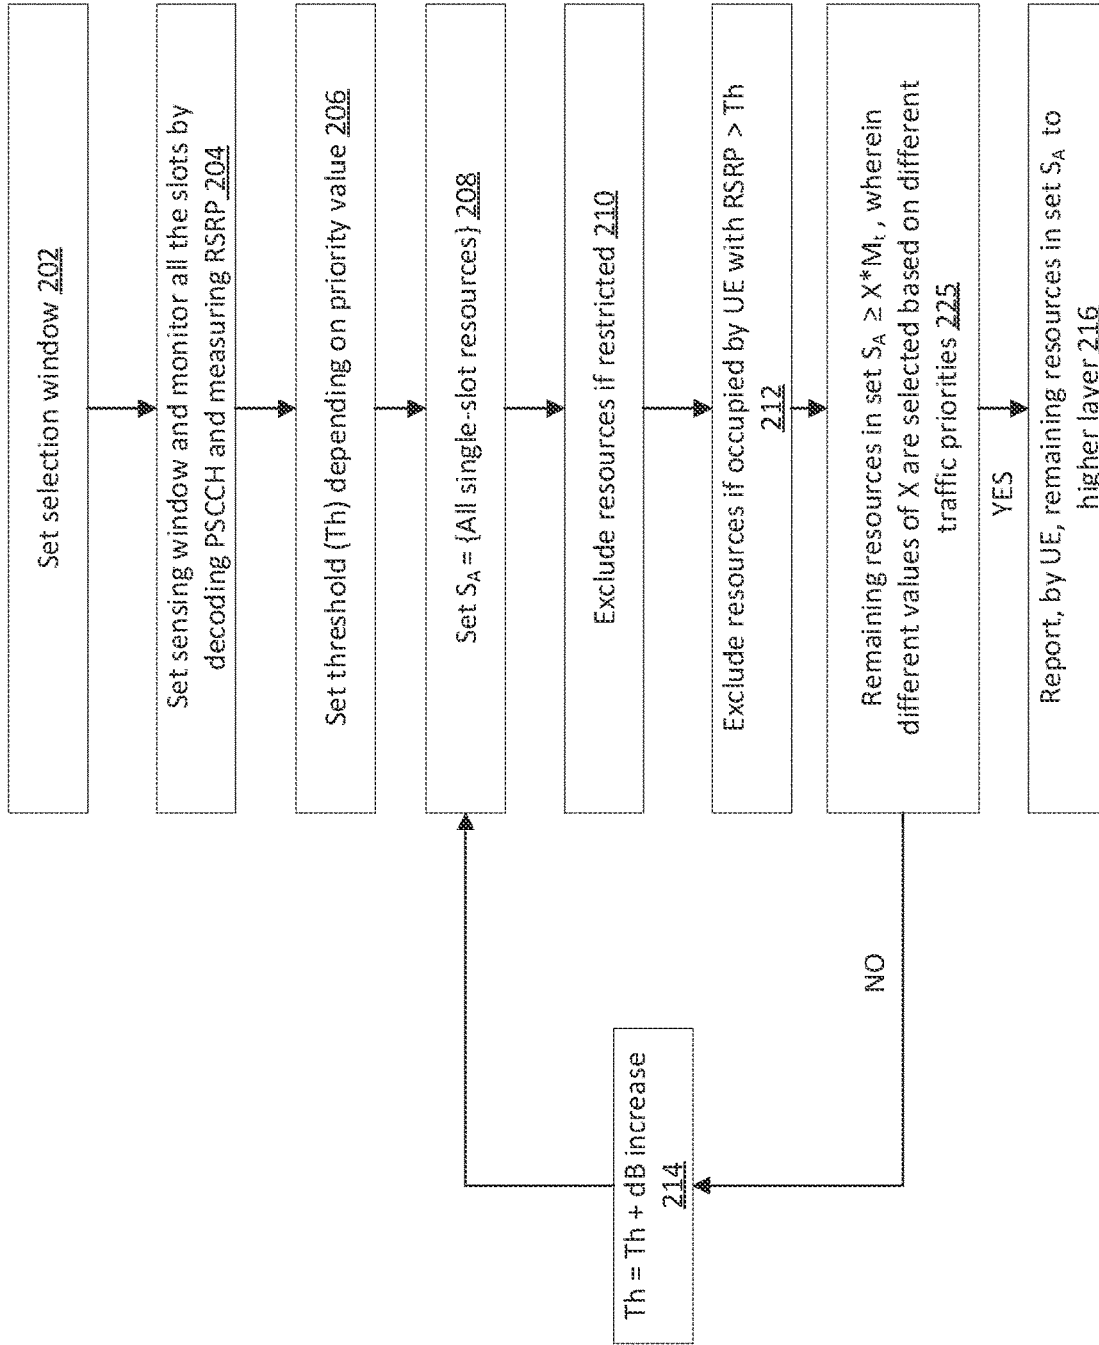 Set selection window 202
Set sensing window and monitor all the slots by
decoding PSCCH and measuring RSRP 204
Set threshold (Th) depending on priority value 206
Set S_A = {All single-slot resources} 208
Exclude resources if restricted 210
Exclude resources if occupied by UE with RSRP > Th
212
Remaining resources in set S_A ≥ X*M_t, wherein
different values of X are selected based on different
traffic priorities 225
NO
YES
Th = Th + dB increase
214
Report, by UE, remaining resources in set S_A to
higher layer 216